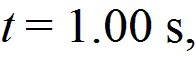 t = 1.00 s,